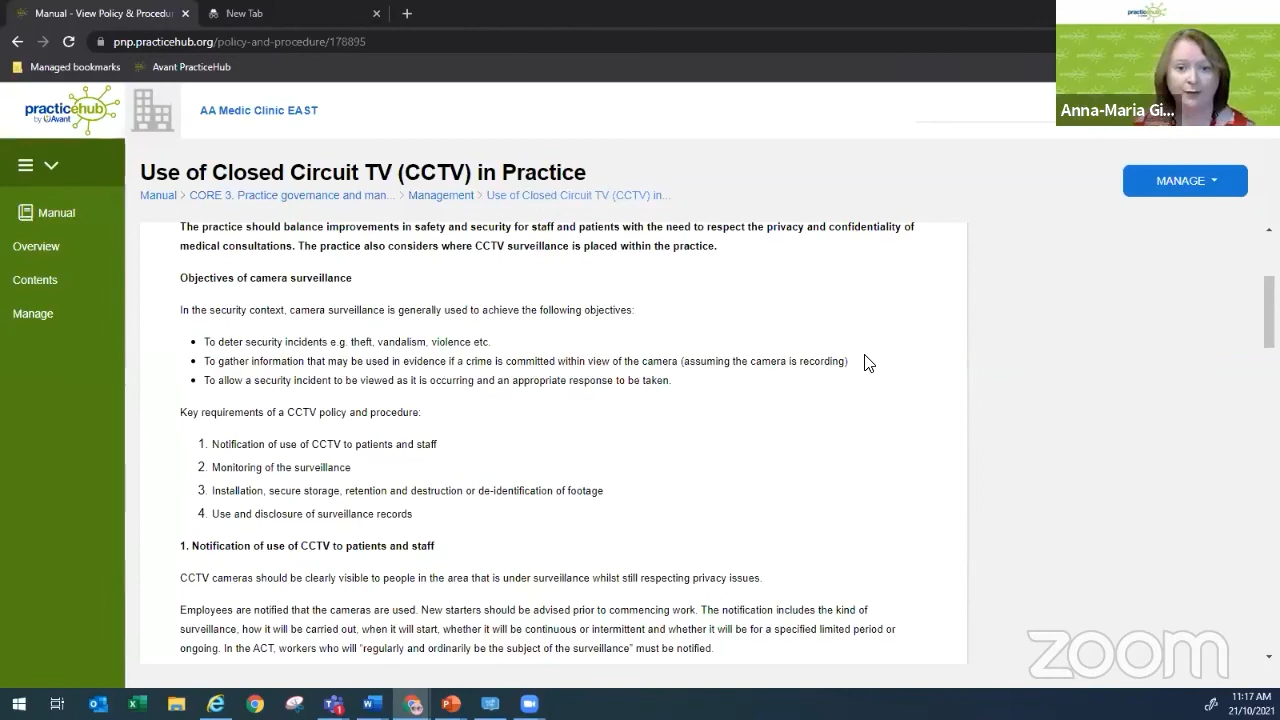 Manual - View Policy & Procedur
New Tab
pnp.practicehub.org/policy-and-procedure/178885
Managed bookmarks
Avant PracticeHub
practicehub
by Avant
AA Medic Clinic EAST
practicehub
Anna-Maria Gi...
Use of Closed Circuit TV (CCTV) in Practice
Manual > CORE 3. Practice governance and man... > Management > Use of Closed Circuit TV (CCTV) in...
MANAGE
Manual
Overview
Contents
Manage
The practice should balance improvements in safety and security for staff and patients with the need to respect the privacy and confidentiality of
medical consultations. The practice also considers where CCTV surveillance is placed within the practice.
Objectives of camera surveillance
In the security context, camera surveillance is generally used to achieve the following objectives:
• To deter security incidents e.g. theft, vandalism, violence etc.
• To gather information that may be used in evidence if a crime is committed within view of the camera (assuming the camera is recording)
• To allow a security incident to be viewed as it is occurring and an appropriate response to be taken.
Key requirements of a CCTV policy and procedure:
1. Notification of use of CCTV to patients and staff
2. Monitoring of the surveillance
3. Installation, secure storage, retention and destruction or de-identification of footage
4. Use and disclosure of surveillance records
1. Notification of use of CCTV to patients and staff
CCTV cameras should be clearly visible to people in the area that is under surveillance whilst still respecting privacy issues.
Employees are notified that the cameras are used. New starters should be advised prior to commencing work. The notification includes the kind of
surveillance, how it will be carried out, when it will start, whether it will be continuous or intermittent and whether it will be for a specified limited period or
ongoing. In the ACT, workers who will “regularly and ordinarily for the subject of the surveillance” must be notified.
zoom
11:17 AM
21/10/2021